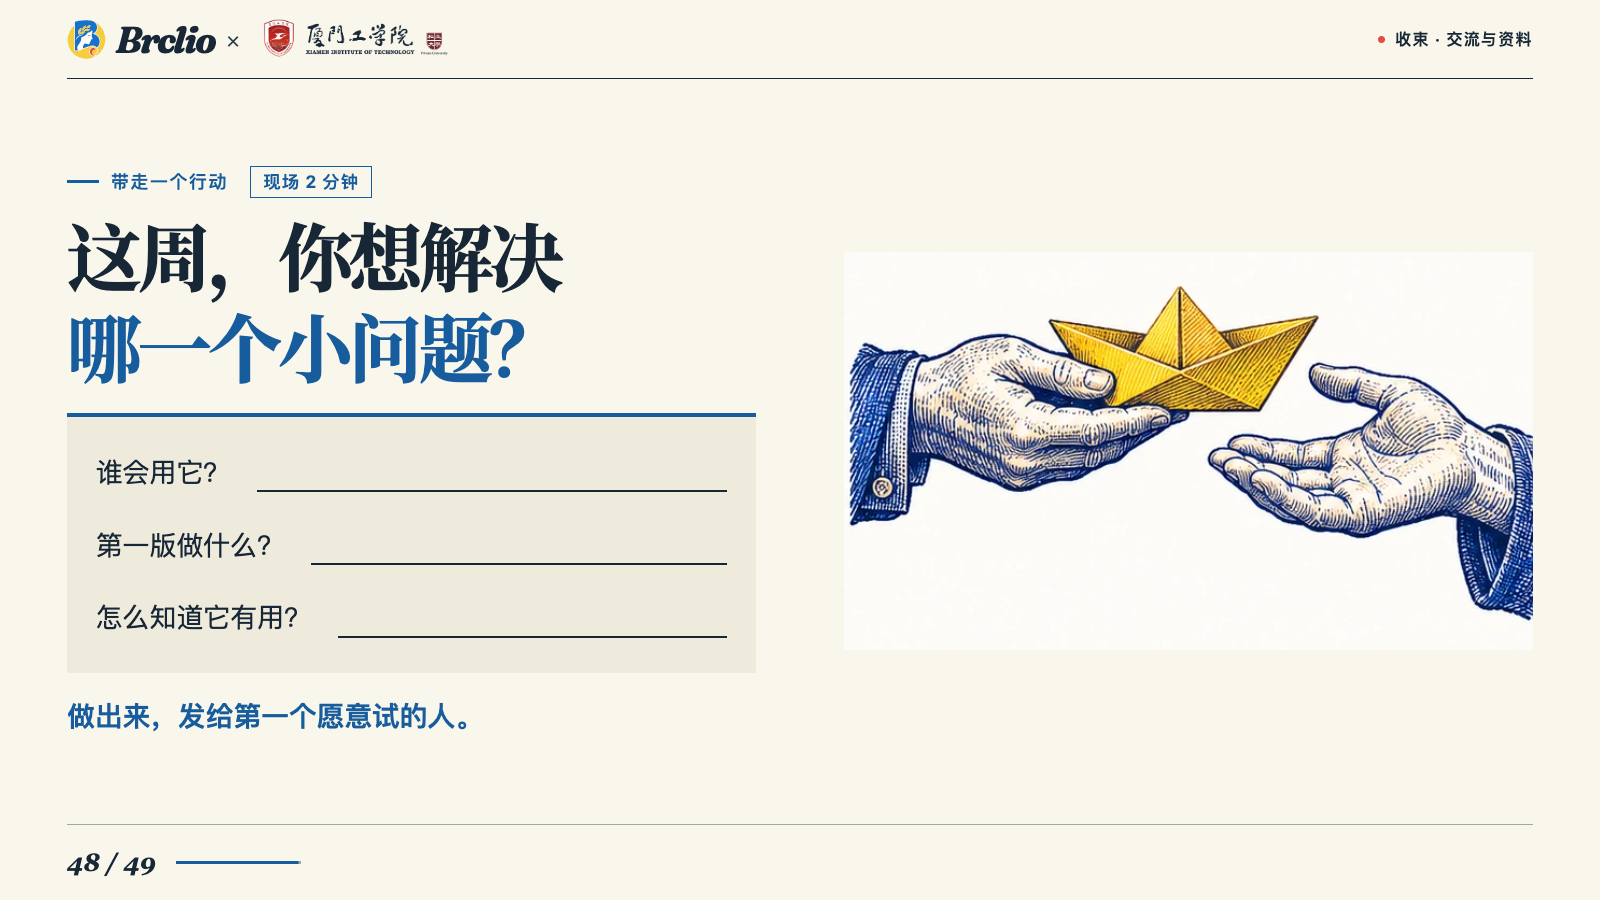 Brclio × 厦门工学院
XIAMEN INSTITUTE OF TECHNOLOGY
收束 · 交流与资料
带走一个行动 现场 2 分钟
这周，你想解决
哪一个小问题？
谁会用它？
第一版做什么？
怎么知道它有用？
做出来，发给第一个愿意试的人。
48 / 49